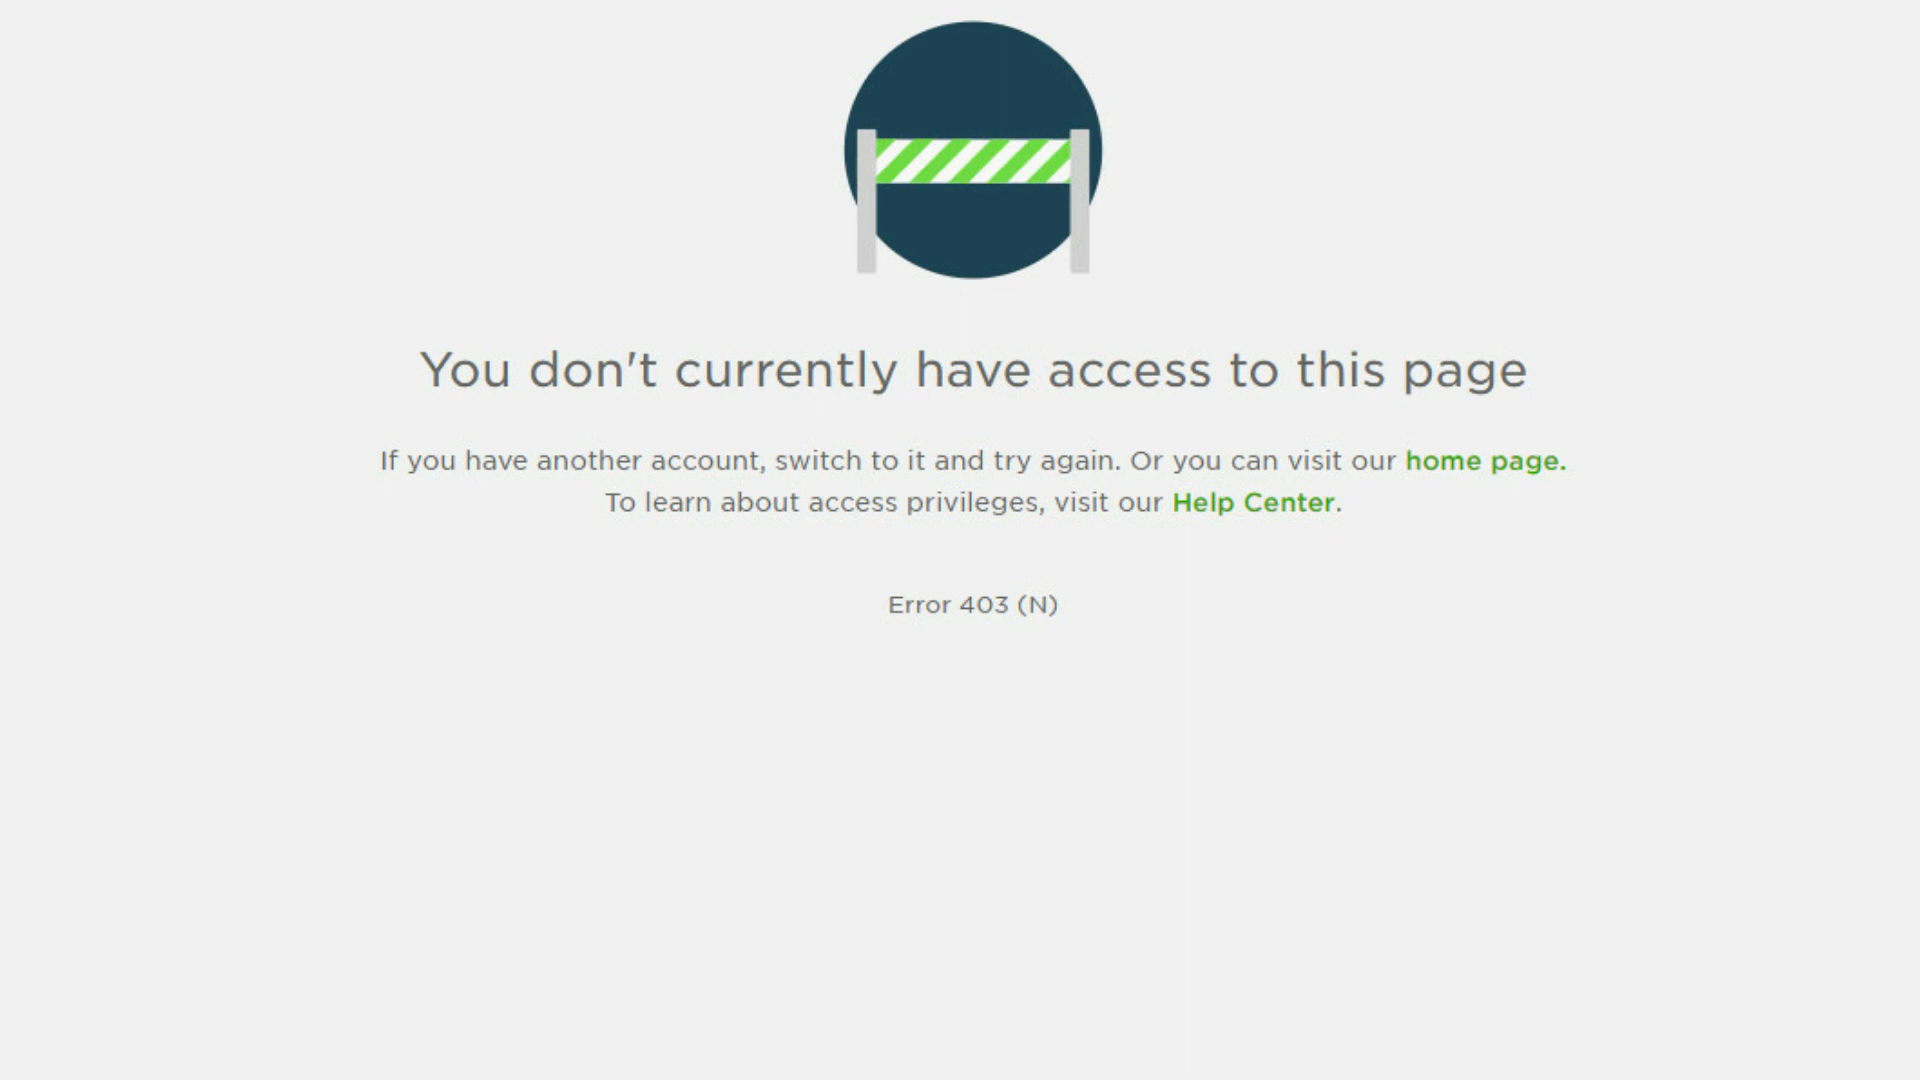 You don't currently have access to this page
If you have another account, switch to it and try again. Or you can visit our home page.
To learn about access privileges, visit our Help Center.
Error 403 (N)